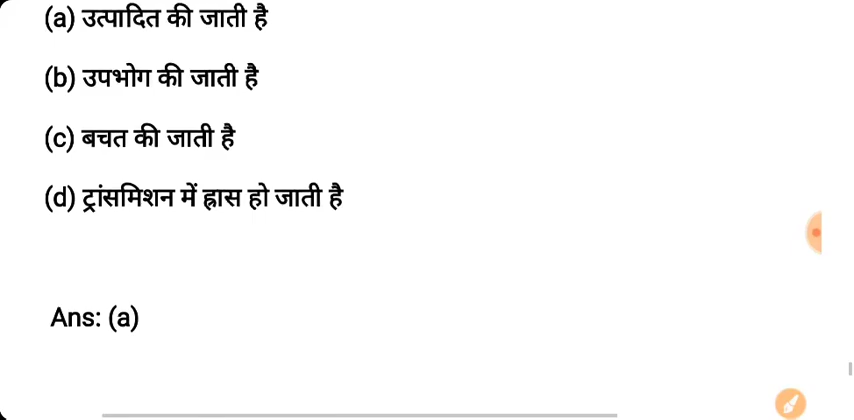 (a) उत्पादित की जाती है
(b) उपभोग की जाती है
(c) बचत की जाती है
(d) ट्रांसमिशन में ह्रास हो जाती है
Ans: (a)